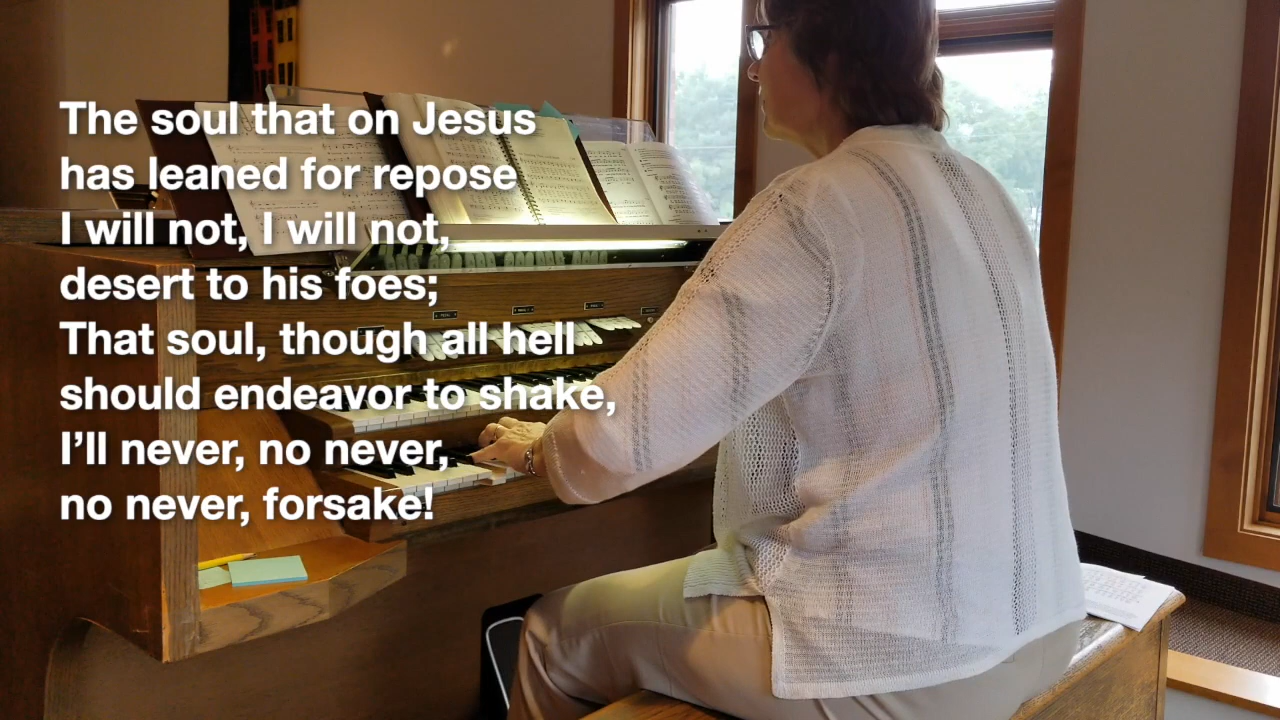 The soul that on Jesus
has leaned for repose
I will not, I will not,
desert to his foes;
That soul, though all hell
should endeavor to shake,
I’ll never, no never,
no never, forsake!